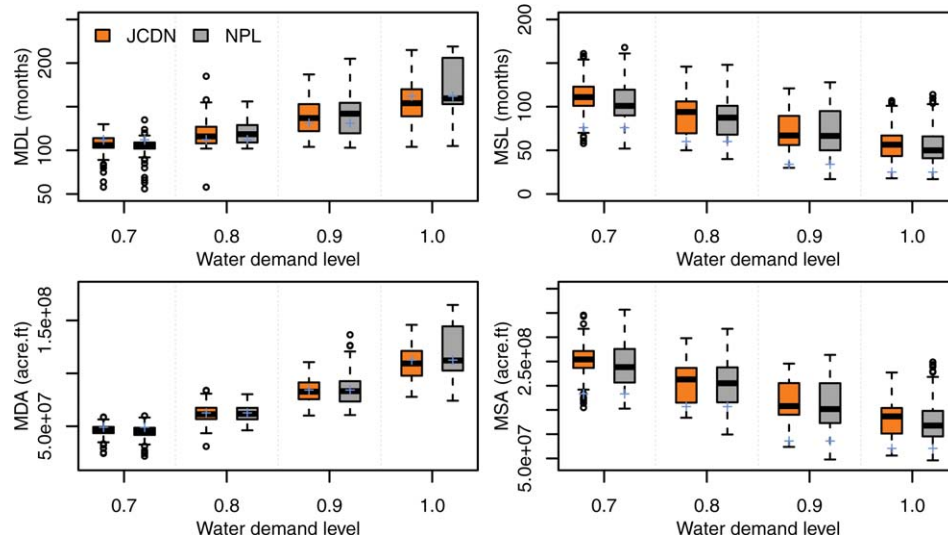 JCDN NPL
MDL (months)
50 100 200
0.7 0.8 0.9 1.0
Water demand level
MSL (months)
0 50 100 200
0.7 0.8 0.9 1.0
Water demand level
MDA (acre.ft)
5.0e+07 1.5e+08
0.7 0.8 0.9 1.0
Water demand level
MSA (acre.ft)
5.0e+07 2.5e+08
0.7 0.8 0.9 1.0
Water demand level